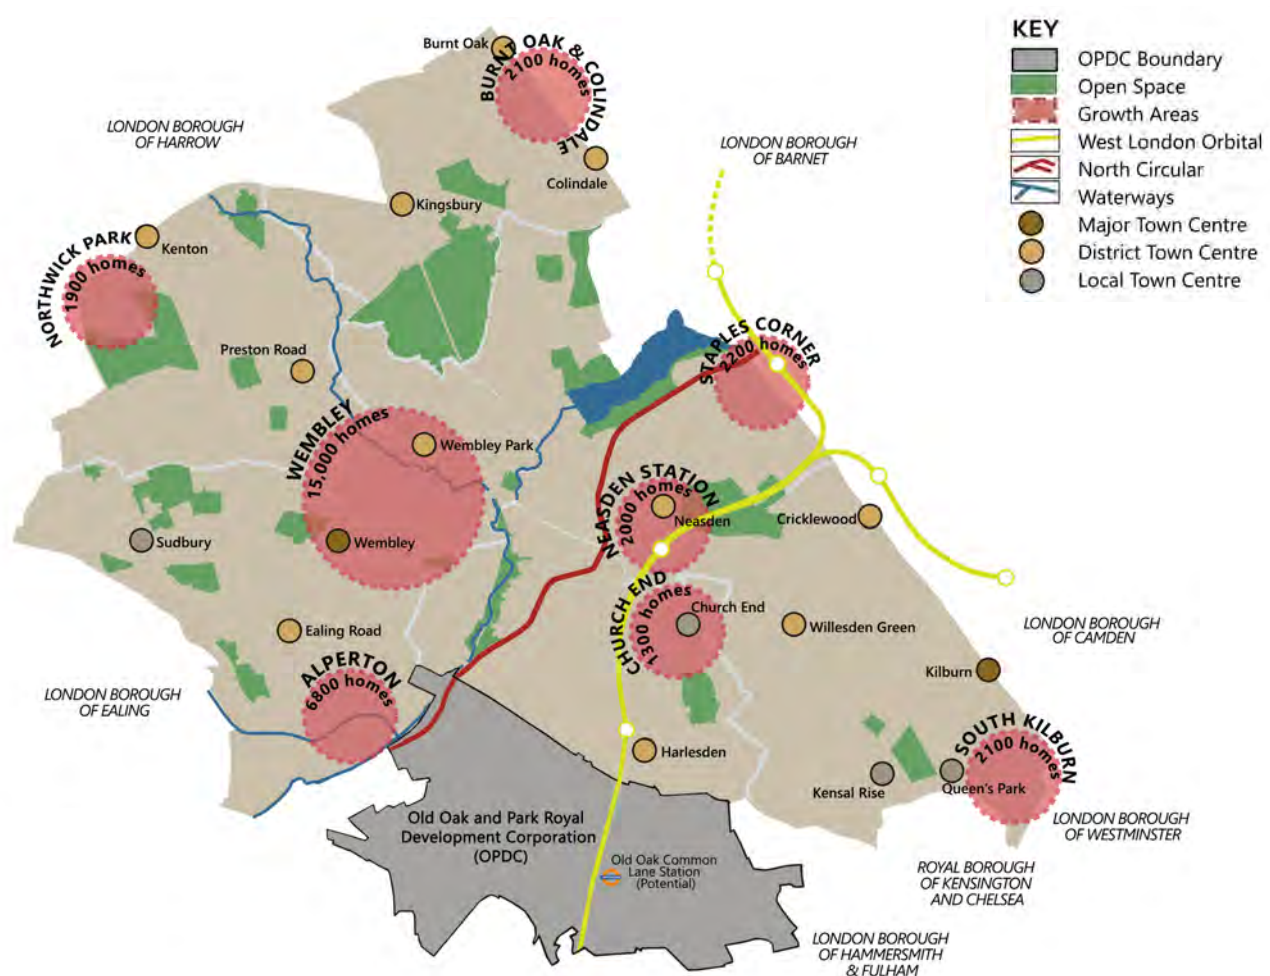 KEY
OPDC Boundary
Open Space
Growth Areas
West London Orbital
North Circular
Waterways
Major Town Centre
District Town Centre
Local Town Centre
Burnt Oak
BURNT OAK & COLINDALE
2100 homes
Colindale
LONDON BOROUGH
OF HARROW
LONDON BOROUGH
OF BARNET
Kingsbury
NORTHWICK PARK
1900 homes
Kenton
Preston Road
STAPLES CORNER
2200 homes
WEMBLEY
15,000 homes
Wembley Park
Wembley
NEASDEN STATION
2000 homes
Neasden
Cricklewood
Sudbury
CHURCH END
1300 homes
Church End
Willesden Green
LONDON BOROUGH
OF CAMDEN
Ealing Road
Kilburn
ALPERTON
6800 homes
LONDON BOROUGH
OF EALING
SOUTH KILBURN
2100 homes
Harlesden
Kensal Rise
Queen's Park
LONDON BOROUGH
OF WESTMINSTER
Old Oak and Park Royal
Development Corporation
(OPDC)
Old Oak Common
Lane Station
(Potential)
ROYAL BOROUGH
OF KENSINGTON
AND CHELSEA
LONDON BOROUGH
OF HAMMERSMITH
& FULHAM